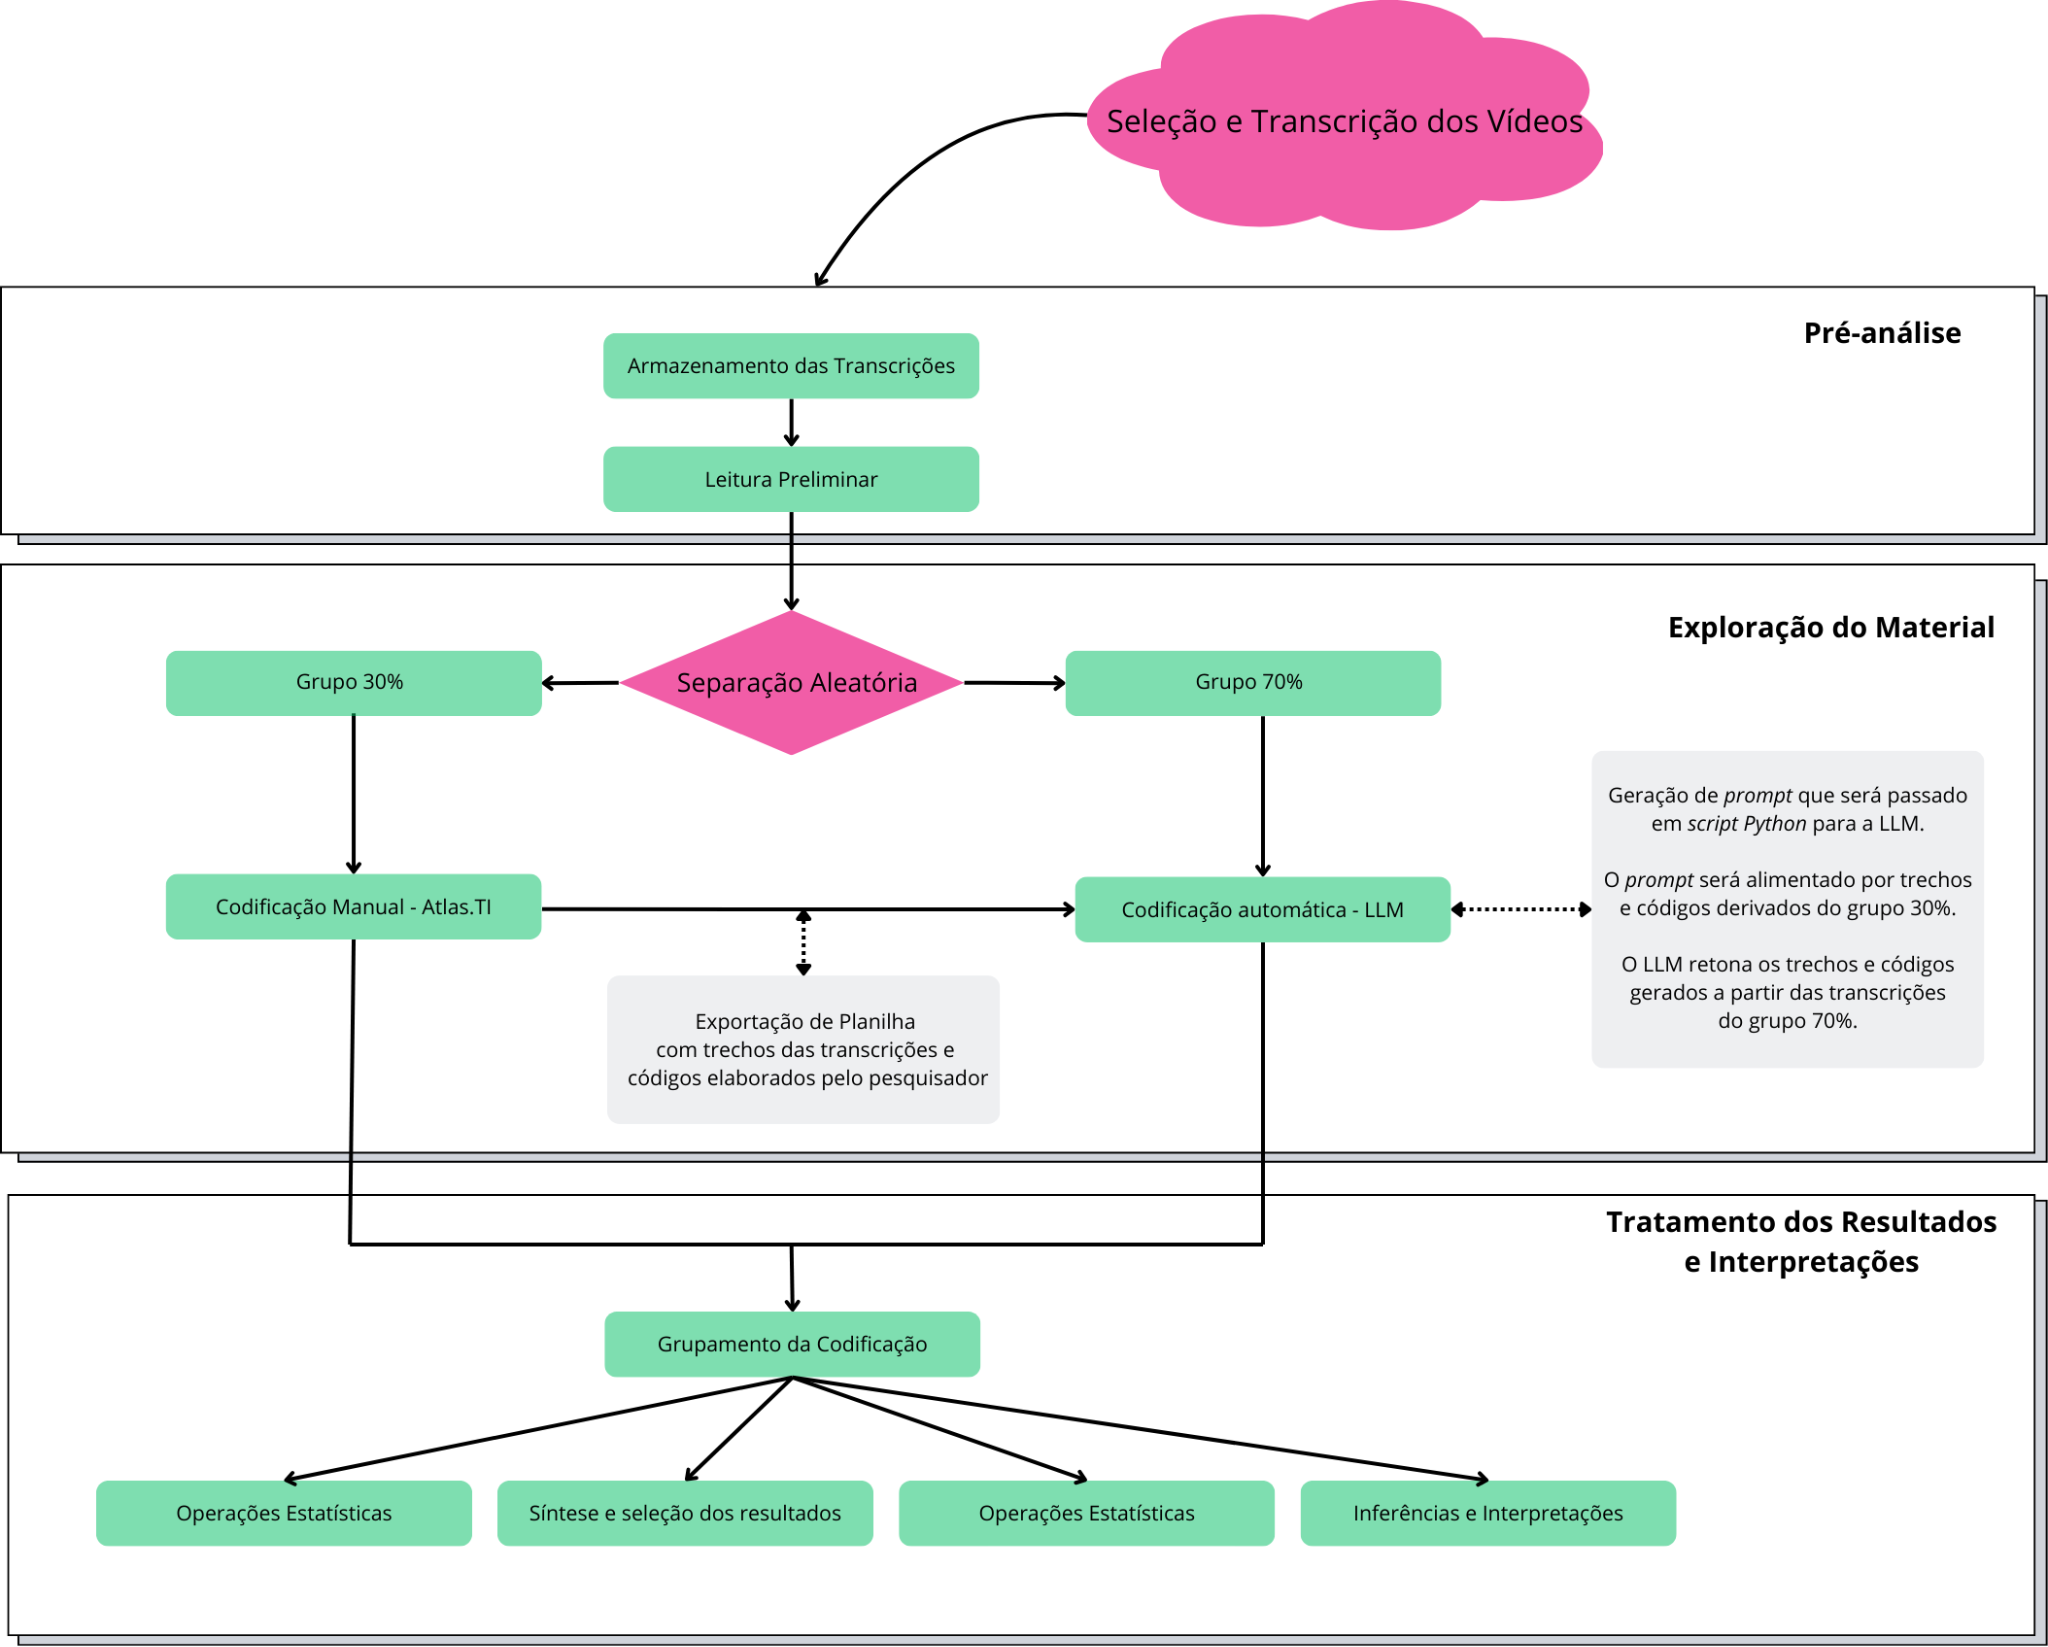 Seleção e Transcrição dos Vídeos
Pré-análise
Armazenamento das Transcrições
Leitura Preliminar
Exploração do Material
Grupo 30%
Separação Aleatória
Grupo 70%
Geração de prompt que será passado
em script Python para a LLM.
O prompt será alimentado por trechos
e códigos derivados do grupo 30%.
O LLM retona os trechos e códigos
gerados a partir das transcrições
do grupo 70%.
Codificação Manual - Atlas.TI
Codificação automática - LLM
Exportação de Planilha
com trechos das transcrições e
códigos elaborados pelo pesquisador
Tratamento dos Resultados
e Interpretações
Grupamento da Codificação
Operações Estatísticas
Síntese e seleção dos resultados
Operações Estatísticas
Inferências e Interpretações